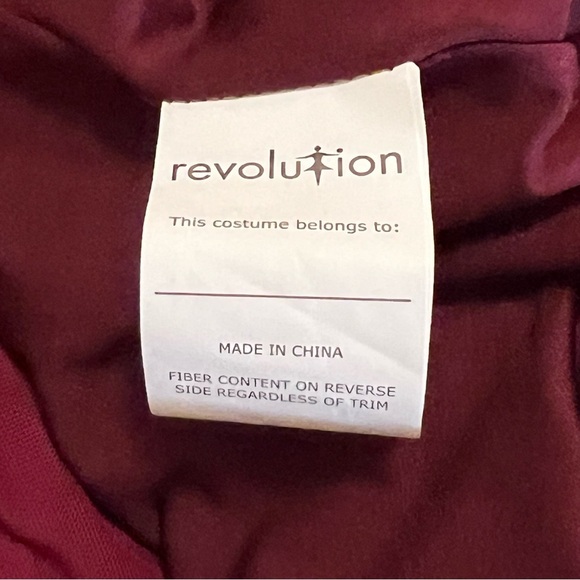 revolution
This costume belongs to:
MADE IN CHINA
FIBER CONTENT ON REVERSE
SIDE REGARDLESS OF TRIM